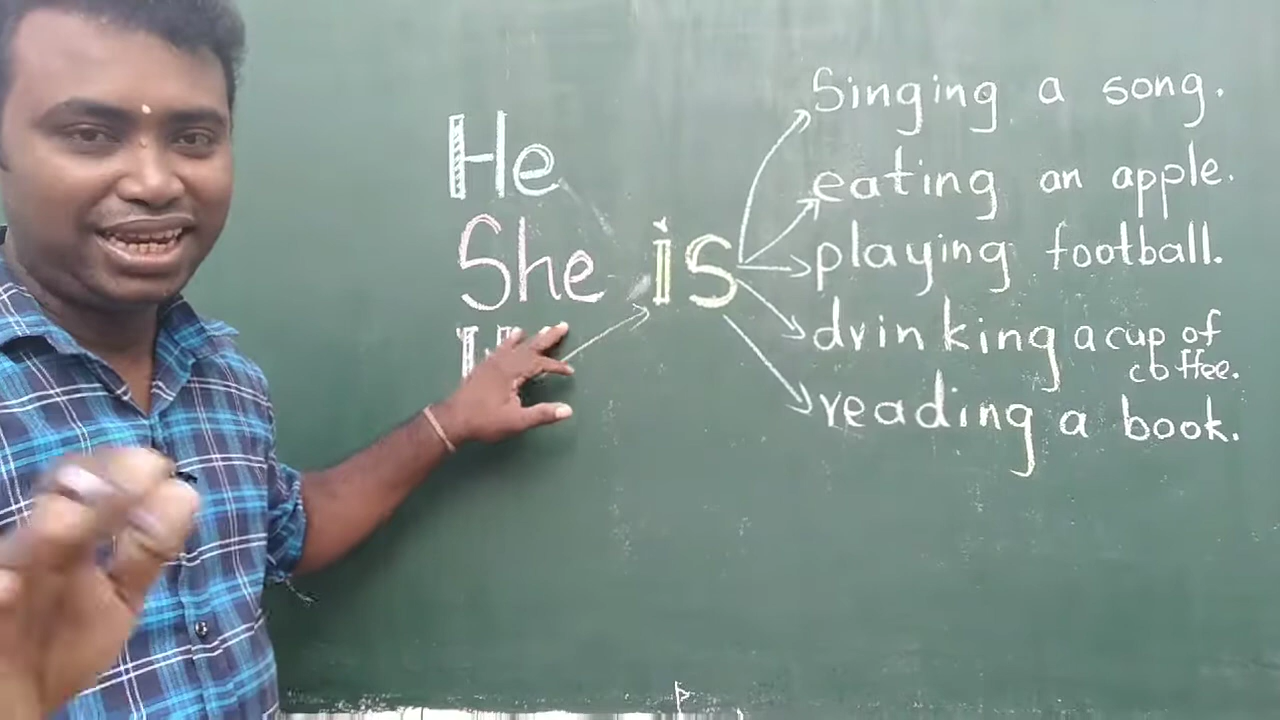 He
She
is
Singing a song.
eating an apple.
playing football.
drinking a cup of
coffee.
reading a book.